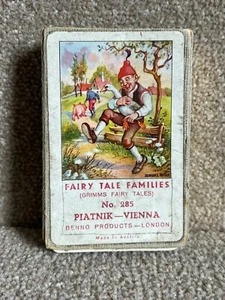 FAIRY TALE FAMILIES
(GRIMMS FAIRY TALES)
No. 285
PIATNIK—VIENNA
BENNO PRODUCTS—LONDON
Made in Austria